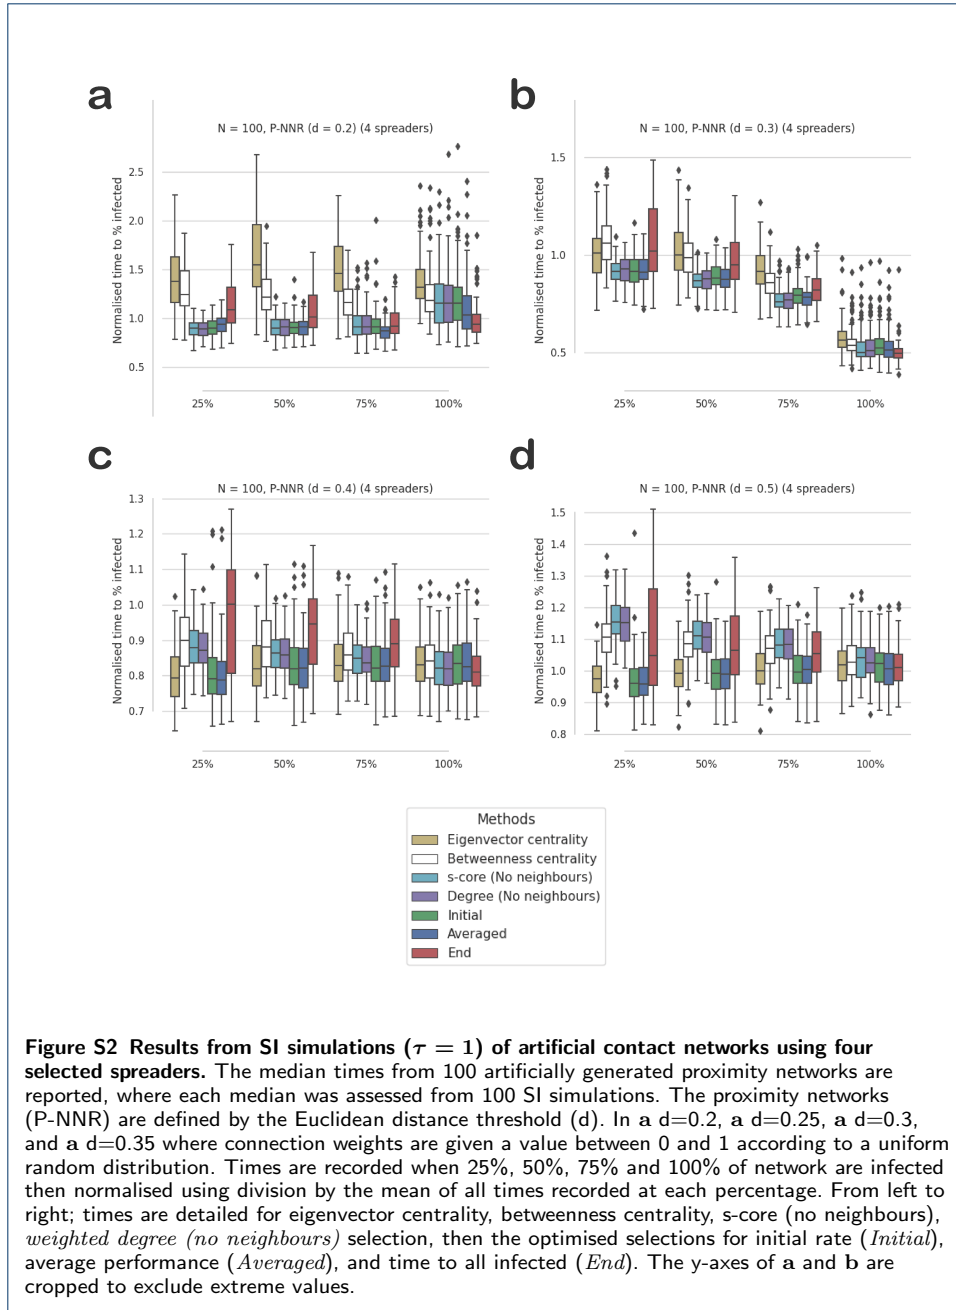 a
N = 100, P-NNR (d = 0.2) (4 spreaders)
Normalised time to % infected
2.5
2.0
1.5
1.0
0.5
25%
50%
75%
100%
b
N = 100, P-NNR (d = 0.3) (4 spreaders)
Normalised time to % infected
1.5
1.0
0.5
25%
50%
75%
100%
c
N = 100, P-NNR (d = 0.4) (4 spreaders)
Normalised time to % infected
1.3
1.2
1.1
1.0
0.9
0.8
0.7
25%
50%
75%
100%
d
N = 100, P-NNR (d = 0.5) (4 spreaders)
Normalised time to % infected
1.5
1.4
1.3
1.2
1.1
1.0
0.9
0.8
25%
50%
75%
100%
Methods
Eigenvector centrality
Betweenness centrality
s-core (No neighbours)
Degree (No neighbours)
Initial
Averaged
End
Figure S2 Results from SI simulations (τ = 1) of artificial contact networks using four
selected spreaders. The median times from 100 artificially generated proximity networks are
reported, where each median was assessed from 100 SI simulations. The proximity networks
(P-NNR) are defined by the Euclidean distance threshold (d). In a d=0.2, a d=0.25, a d=0.3,
and a d=0.35 where connection weights are given a value between 0 and 1 according to a uniform
random distribution. Times are recorded when 25%, 50%, 75% and 100% of network are infected
then normalised using division by the mean of all times recorded at each percentage. From left to
right; times are detailed for eigenvector centrality, betweenness centrality, s-core (no neighbours),
weighted degree (no neighbours) selection, then the optimised selections for initial rate (Initial),
average performance (Averaged), and time to all infected (End). The y-axes of a and b are
cropped to exclude extreme values.